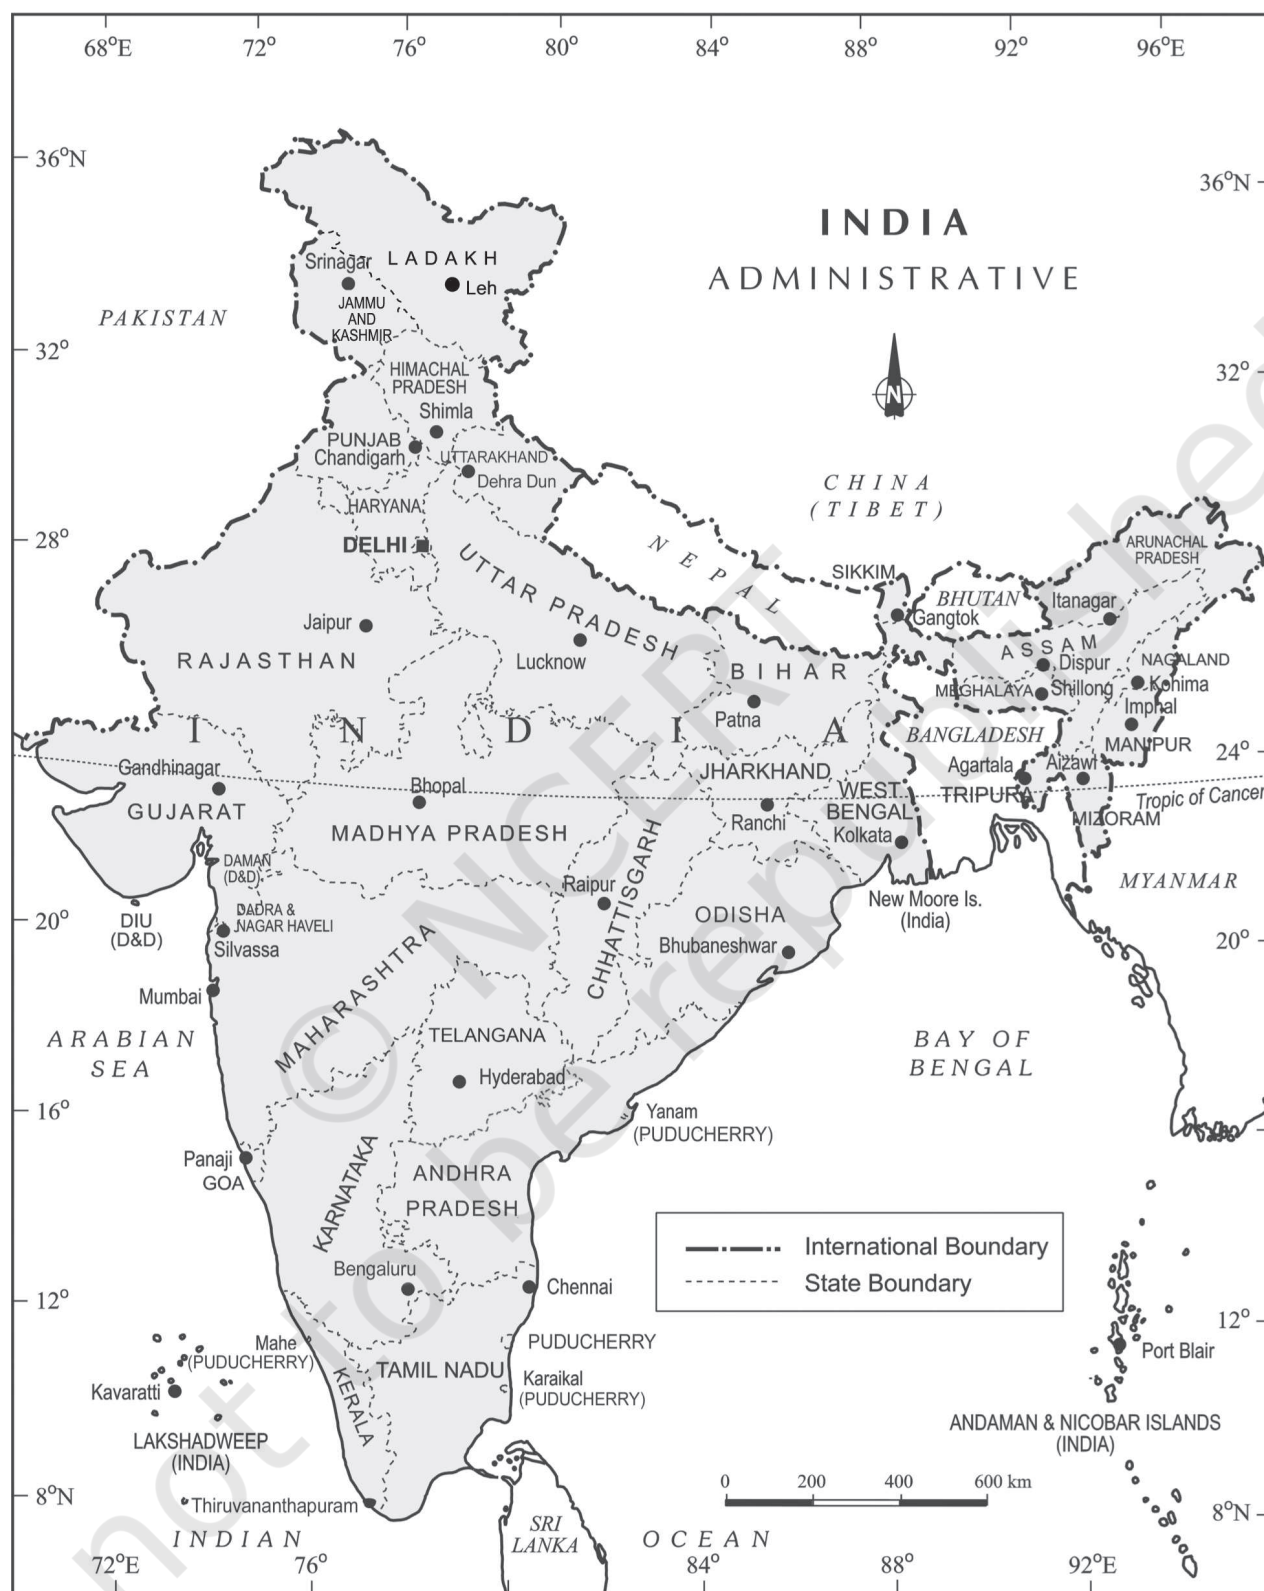 68°E 72° 76° 80° 84° 88° 92° 96°E
36°N
36°N
INDIA
ADMINISTRATIVE
LADAKH
Srinagar
Leh
JAMMU
AND
KASHMIR
PAKISTAN
N
32°
32°
HIMACHAL
PRADESH
Shimla
PUNJAB
Chandigarh
UTTARAKHAND
Dehra Dun
CHINA
(TIBET)
HARYANA
28°
DELHI
NEPAL
UTTAR PRADESH
SIKKIM
BHUTAN
ARUNACHAL
PRADESH
Itanagar
Gangtok
Jaipur
RAJASTHAN
Lucknow
BIHAR
ASSAM
Dispur
NAGALAND
MEGHALAYA
Shillong
Kohima
Imphal
Patna
INDIA
BANGLADESH
MANIPUR
24°
Gandhinagar
Bhopal
JHARKHAND
Agartala
Aizawl
GUJARAT
WEST
BENGAL
TRIPURA
Tropic of Cancer
MADHYA PRADESH
Ranchi
Kolkata
MIZORAM
DAMAN
(D&D)
Raipur
CHHATTISGARH
MYANMAR
New Moore Is.
(India)
20°
DIU
(D&D)
DADRA &
NAGAR HAVELI
Silvassa
ODISHA
Bhubaneshwar
20°
Mumbai
MAHARASHTRA
ARABIAN
SEA
TELANGANA
BAY OF
BENGAL
Hyderabad
16°
Yanam
(PUDUCHERRY)
Panaji
GOA
KARNATAKA
ANDHRA
PRADESH
International Boundary
State Boundary
Bengaluru
Chennai
12°
12°
Mahe
(PUDUCHERRY)
PUDUCHERRY
Port Blair
TAMIL NADU
Karaikal
(PUDUCHERRY)
KERALA
Kavaratti
LAKSHADWEEP
(INDIA)
ANDAMAN & NICOBAR ISLANDS
(INDIA)
0 200 400 600 km
8°N
Thiruvananthapuram
8°N
SRI
LANKA
INDIAN OCEAN
72°E 76° 84° 88° 92°E
© NCERT
not to be republished